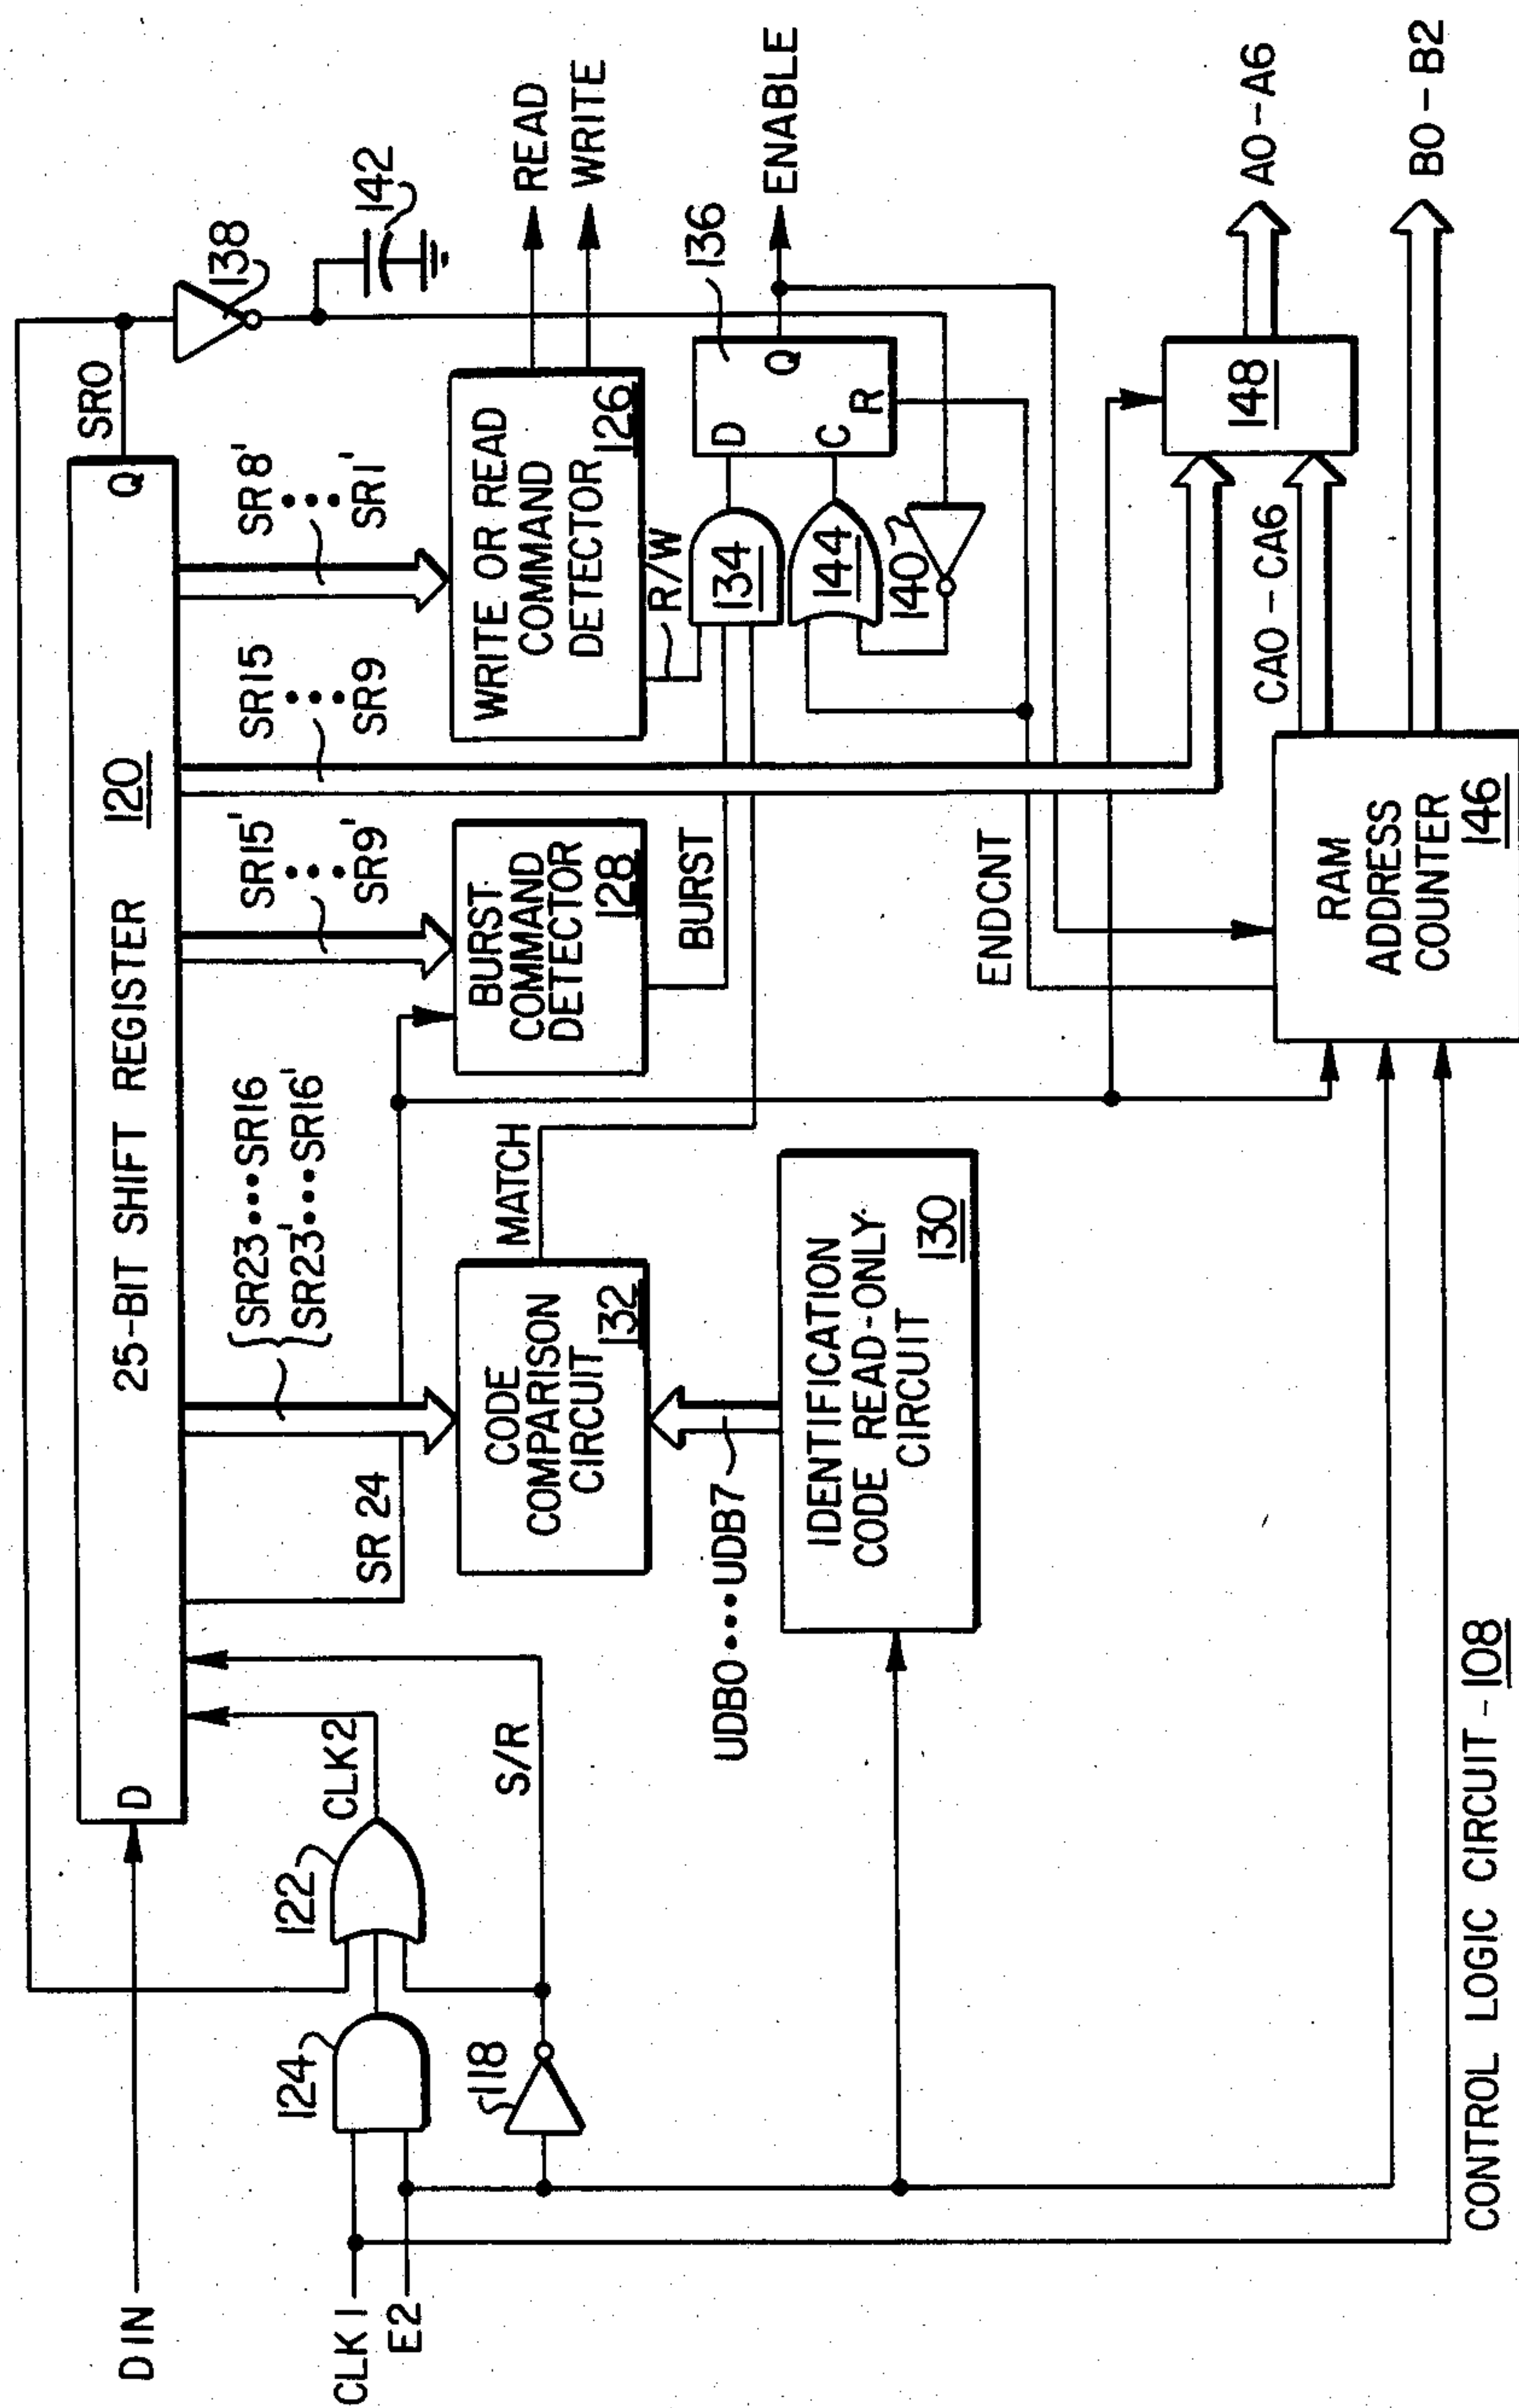 D IN
D
25-BIT SHIFT REGISTER 120
Q
SR0
138
142
CLK 1
E2
124
122
CLK2
118
S/R
SR 24
SR23•••SR16
SR23'•••SR16'
SR15'
•••
SR9'
SR15
•••
SR9
SR8'
•••
SR1'
CODE
COMPARISON
CIRCUIT
132
MATCH
BURST
COMMAND
DETECTOR
128
BURST
WRITE OR READ
COMMAND
DETECTOR
126
READ
WRITE
R/W
UDB0•••UDB7
IDENTIFICATION
CODE READ-ONLY
CIRCUIT
130
134
144
140
D
C
Q
R
136
ENABLE
ENDCNT
RAM
ADDRESS
COUNTER
146
CA0-CA6
148
A0-A6
B0-B2
CONTROL LOGIC CIRCUIT-108